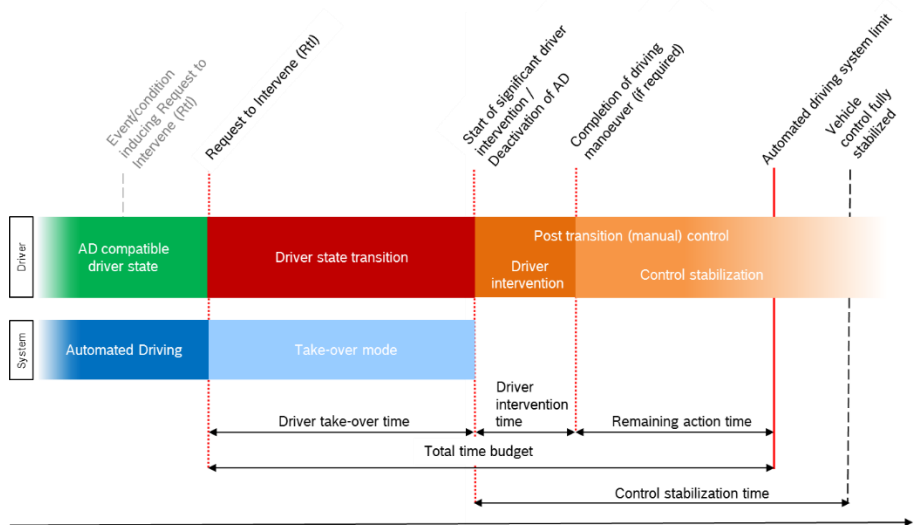 Event/condition
inducing Request to
Intervene (RtI)
Request to Intervene (RtI)
Start of significant driver
intervention /
Deactivation of AD
Completion of driving
manoeuver (if required)
Automated driving system limit
Vehicle
control fully
stabilized
Driver
AD compatible
driver state
Driver state transition
Post transition (manual) control
Driver
intervention
Control stabilization
System
Automated Driving
Take-over mode
Driver take-over time
Driver
intervention
time
Remaining action time
Total time budget
Control stabilization time